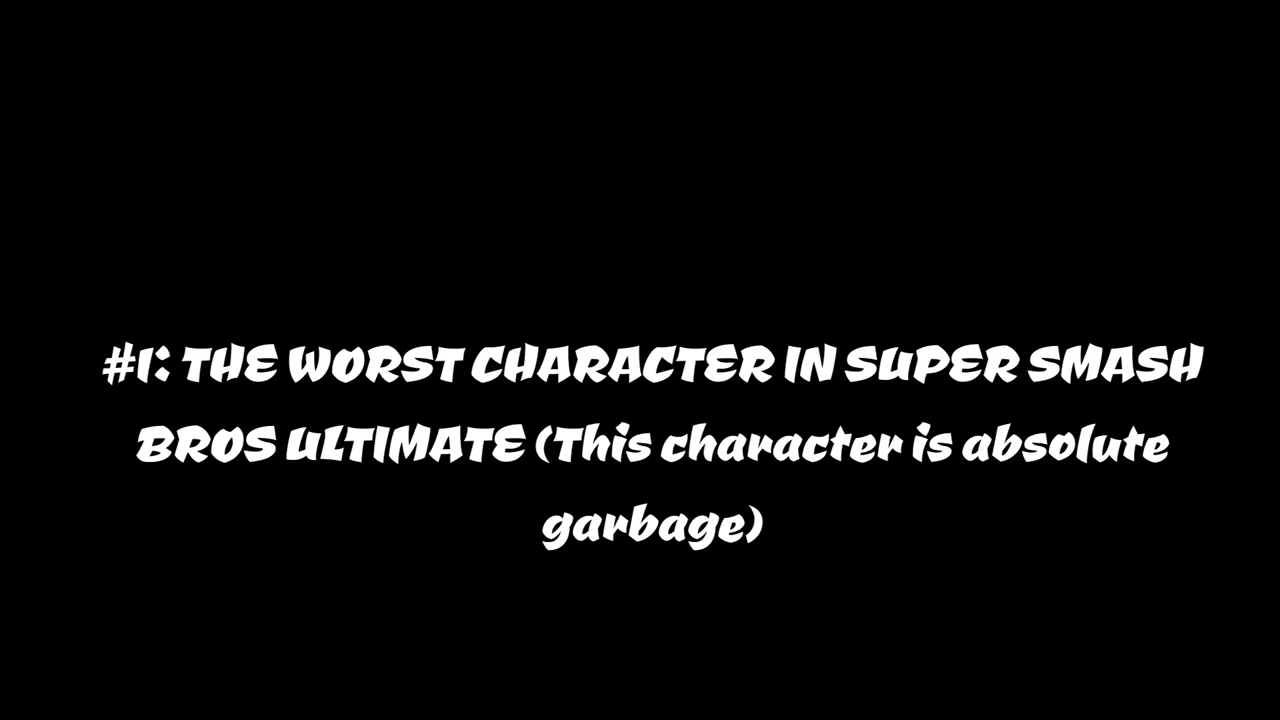 #1: THE WORST CHARACTER IN SUPER SMASH
BROS ULTIMATE (This character is absolute
garbage)